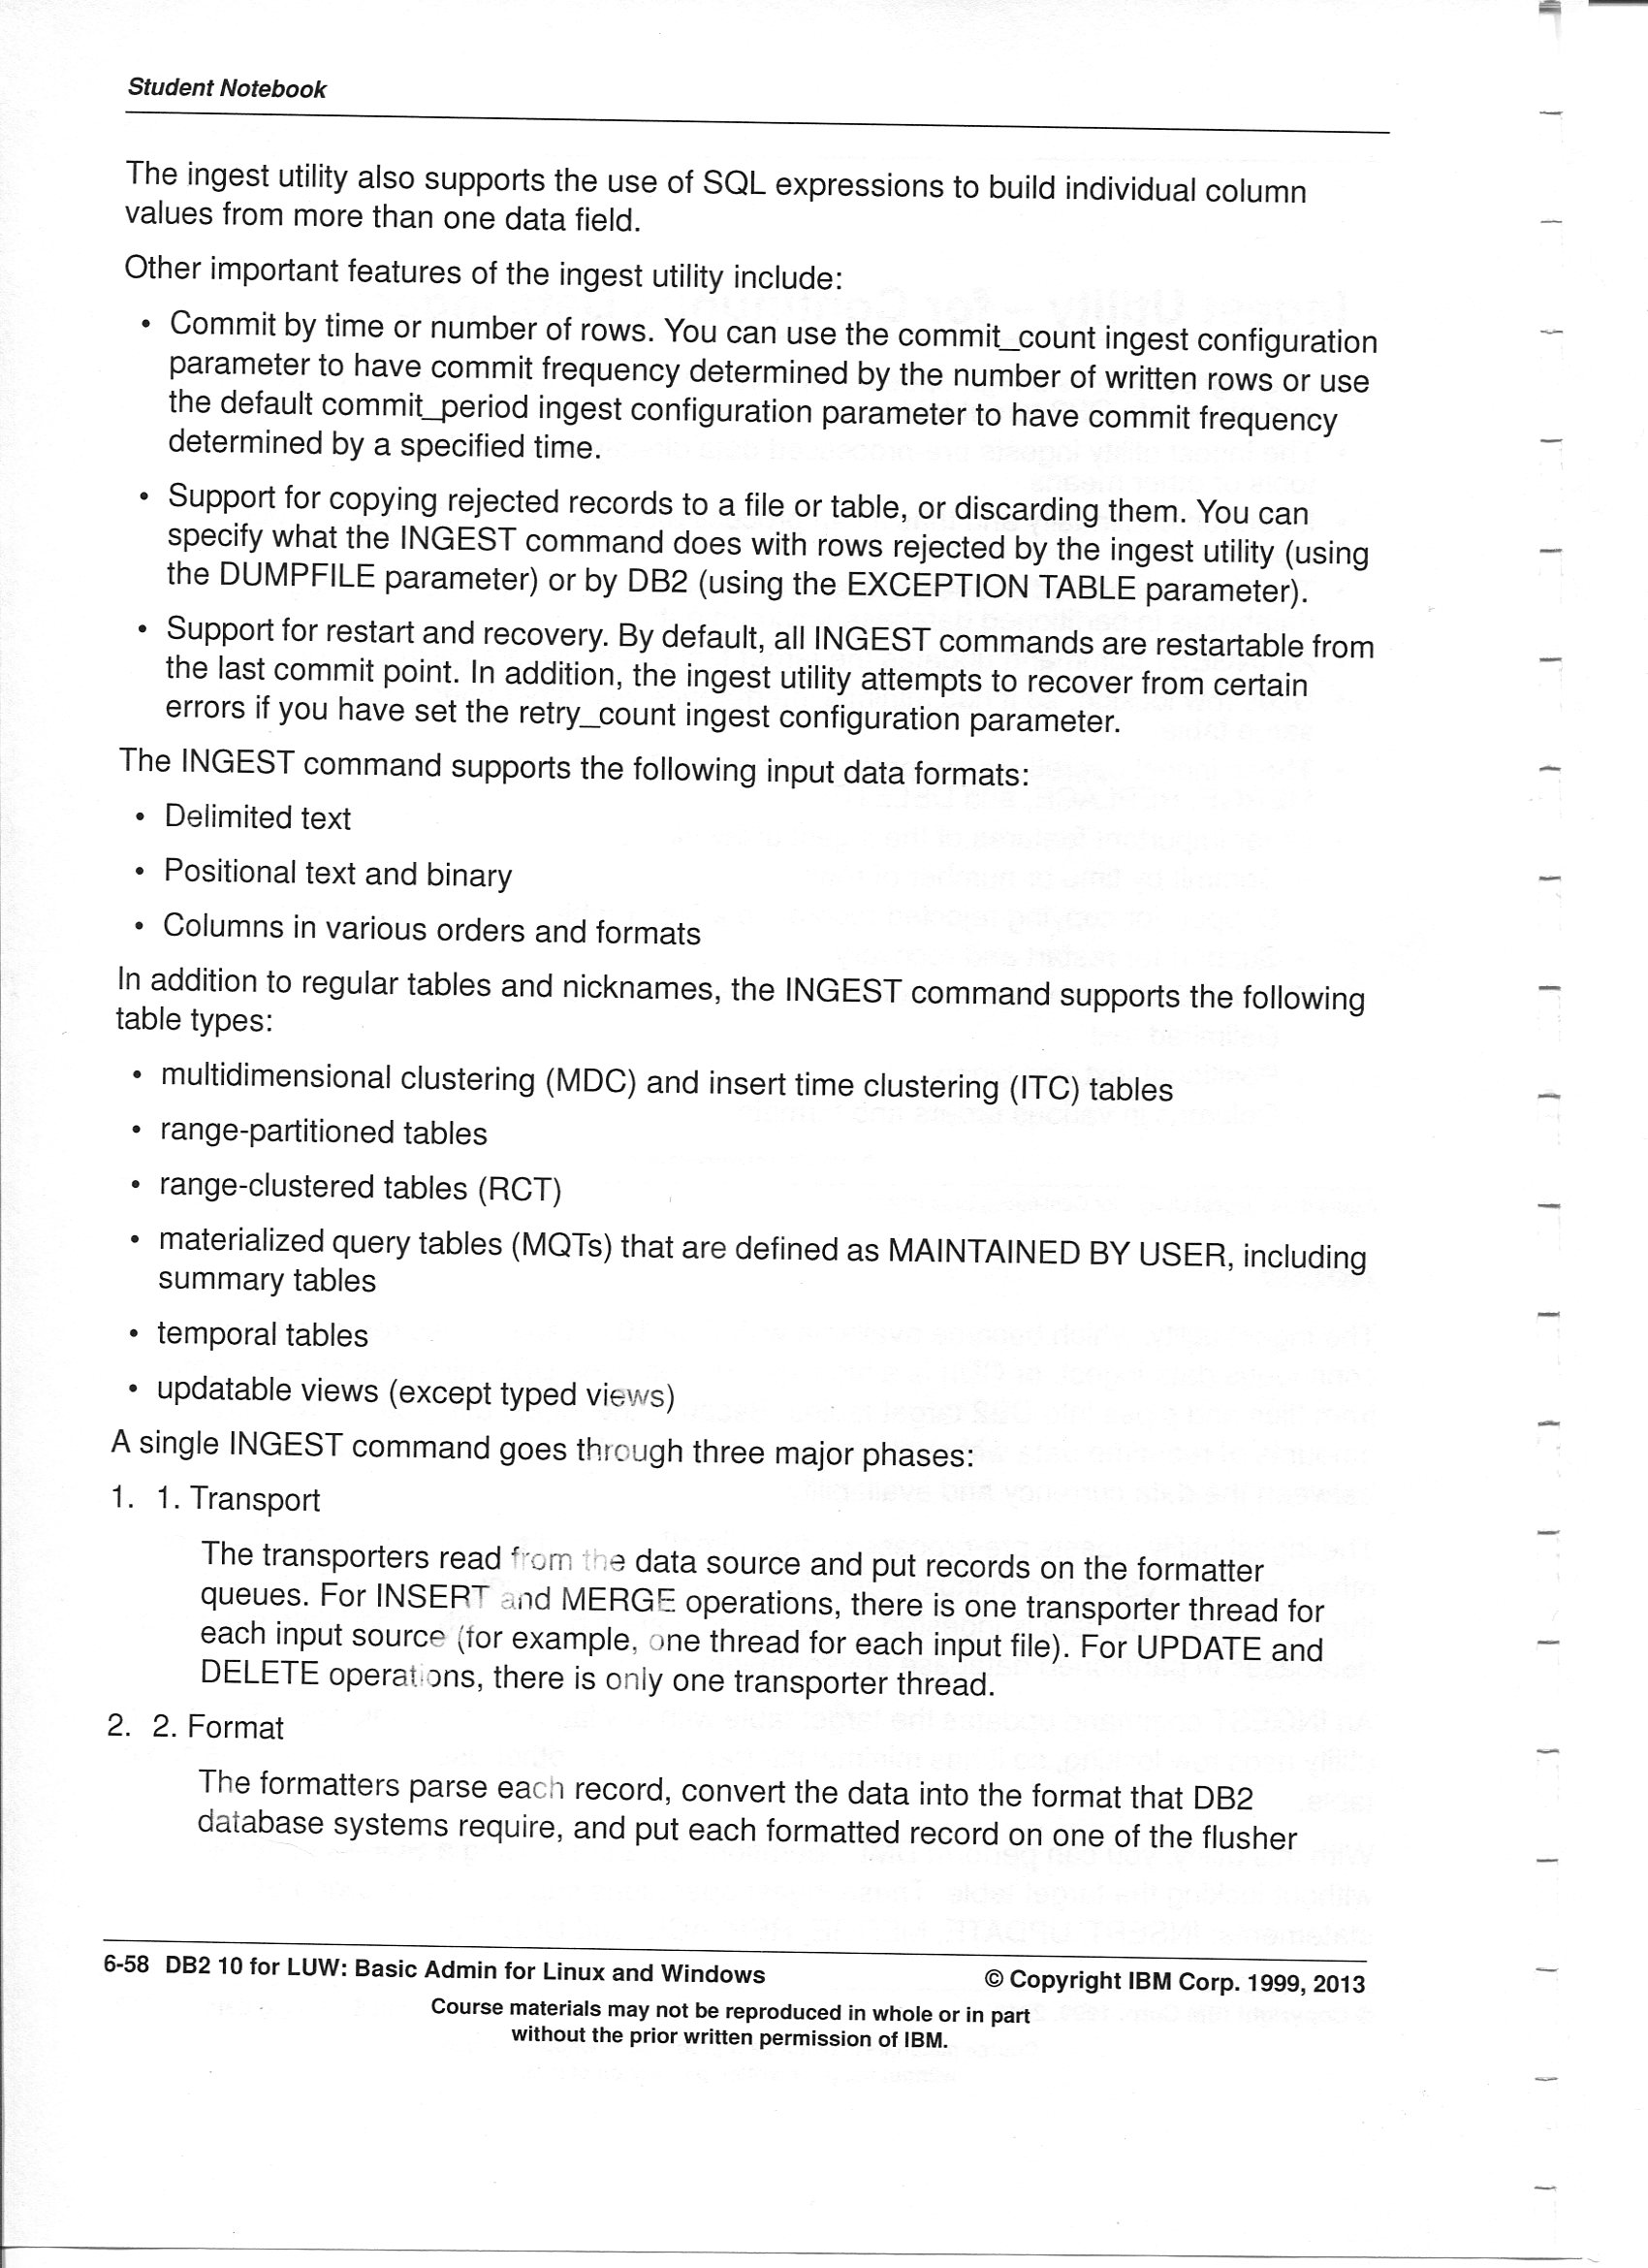 Student Notebook
The ingest utility also supports the use of SQL expressions to build individual column
values from more than one data field.
Other important features of the ingest utility include:
• Commit by time or number of rows. You can use the commit_count ingest configuration
parameter to have commit frequency determined by the number of written rows or use
the default commit_period ingest configuration parameter to have commit frequency
determined by a specified time.
• Support for copying rejected records to a file or table, or discarding them. You can
specify what the INGEST command does with rows rejected by the ingest utility (using
the DUMPFILE parameter) or by DB2 (using the EXCEPTION TABLE parameter).
• Support for restart and recovery. By default, all INGEST commands are restartable from
the last commit point. In addition, the ingest utility attempts to recover from certain
errors if you have set the retry_count ingest configuration parameter.
The INGEST command supports the following input data formats:
• Delimited text
• Positional text and binary
• Columns in various orders and formats
In addition to regular tables and nicknames, the INGEST command supports the following
table types:
• multidimensional clustering (MDC) and insert time clustering (ITC) tables
• range-partitioned tables
• range-clustered tables (RCT)
• materialized query tables (MQTs) that are defined as MAINTAINED BY USER, including
summary tables
• temporal tables
• updatable views (except typed views)
A single INGEST command goes through three major phases:
1. 1. Transport
The transporters read from the data source and put records on the formatter
queues. For INSERT and MERGE operations, there is one transporter thread for
each input source (for example, one thread for each input file). For UPDATE and
DELETE operations, there is only one transporter thread.
2. 2. Format
The formatters parse each record, convert the data into the format that DB2
database systems require, and put each formatted record on one of the flusher
6-58 DB2 10 for LUW: Basic Admin for Linux and Windows © Copyright IBM Corp. 1999, 2013
Course materials may not be reproduced in whole or in part
without the prior written permission of IBM.